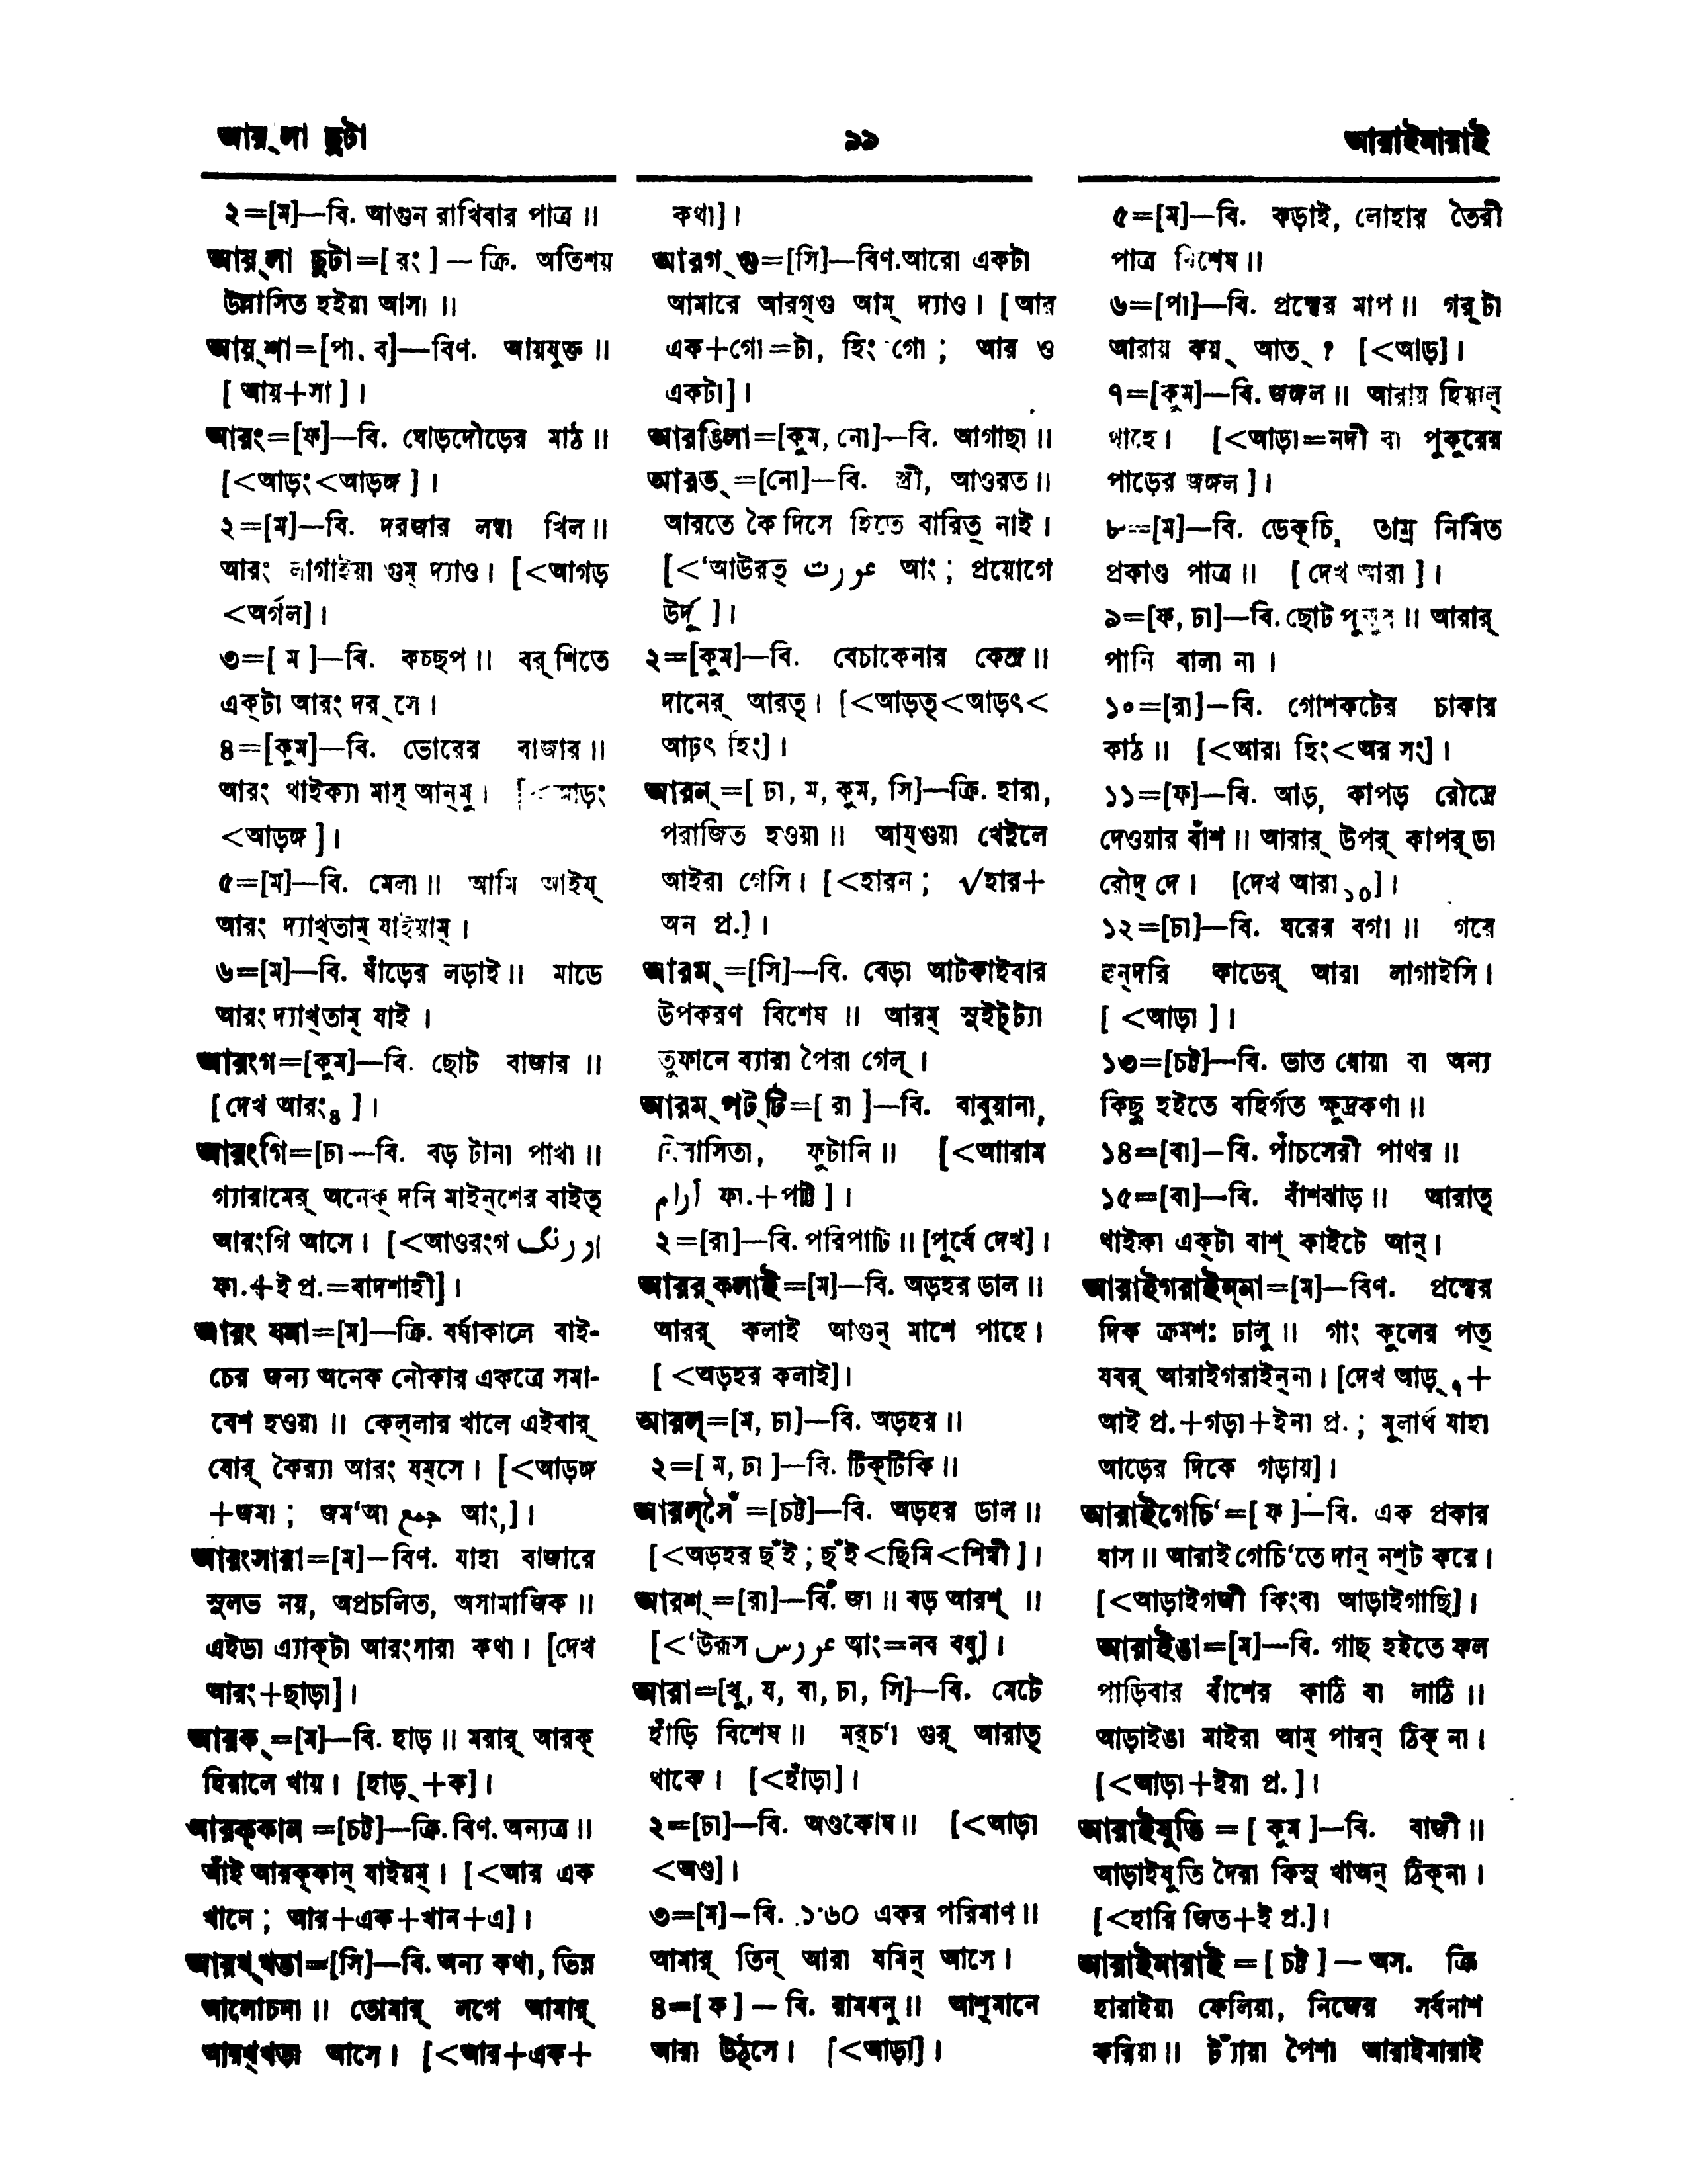 আয়্‌লা ছুটা
৯৯
আরাইমারাই
২=[ম]—বি. আগুন রাখিবার পাত্র॥
আয়্‌লা ছুটা=[রং]—ক্রি. অতিশয়
উল্লাসিত হইয়া আসা॥
আয়্‌শা=[পা, ব]—বিণ. আয়যুক্ত॥
[আয়+সা]।
আরং=[ফ]—বি. ঘোড়দৌড়ের মাঠ॥
[<আড়ং<আড়ঙ্গ]।
২=[ম]—বি. দরজার লম্বা খিল॥
আরং লাগাইয়া গুম্ দ্যাও। [<আগড়
<অর্গল]।
৩=[ম]—বি. কচছপ॥ বর্‌শিতে
এক্‌টা আরং দর্‌সে।
৪=[কুম]—বি. ভোরের বাজার॥
আরং থাইক্যা মাস্ আন্‌মু। [<আড়ং
<আড়ঙ্গ]।
৫=[ম]—বি. মেলা॥ আমি আইয্
আরং দ্যাখ্‌তাম্ যাইয়াম্।
৬=[ম]—বি. ষাঁড়ের লড়াই॥ মাডে
আরং দ্যাখ্‌তাম্ যাই।
আরংগ=[কুম]—বি. ছোট বাজার॥
[দেখ আরং৪]।
আরংগি=[ঢা—বি. বড় টানা পাখা॥
গ্যারামের্ অনেক্ দনি মাইন্‌শের বাইত্
আরংগি আসে। [<আওরংগ اورنگ
ফা.+ই প্র.=বাদশাহী]।
আরং যমা=[ম]—ক্রি. বর্ষাকালে বাই-
চের জন্য অনেক নৌকার একত্রে সমা-
বেশ হওয়া॥ কেল্‌লার খালে এইবার্
বোর্ কৈর‍্যা আরং যম্‌সে। [<আড়ঙ্গ
+জমা; জম‘আ جمع আং,]।
আরংসারা=[ম]—বিণ. যাহা বাজারে
সুলভ নয়, অপ্রচলিত, অসামাজিক॥
এইডা এ্যাক্‌টা আরংসারা কথা। [দেখ
আরং+ছাড়া]।
আরক্=[ম]—বি. হাড়॥ মরার্ আরক্
হিয়ালে খায়। [হাড়্+ক]।
আরক্‌কান=[চট্ট]—ক্রি. বিণ. অন্যত্র॥
আঁই আরক্‌কান্ যাইয়ম্। [<আর এক
খানে; আর+এক+খান+এ]।
আরখ্‌খতা=[সি]—বি. অন্য কথা, ভিন্ন
আলোচনা॥ তোমার্ লগে আমার্
আরখ্‌খতা আসে। [<আর+এক+
কথা]।
আরগ্‌গু=[সি]—বিণ.আরো একটা
আমারে আরগ্‌গু আম্ দ্যাও। [আর
এক+গো=টা, হিং গো; আর ও
একটা]।
আরঙিলা=[কুম, নো]—বি. আগাছা॥
আরত্=[নো]—বি. স্ত্রী, আওরত॥
আরতে কৈ দিসে হিতে বারিত্ নাই।
[<‘আউরত্ عورت আং; প্রয়োগে
উর্দূ]।
২=[কুম]—বি. বেচাকেনার কেন্দ্র॥
দানের্ আরত্। [<আড়ত্<আড়ৎ<
আঢ়ৎ হিং]।
আরন্=[ঢা, ম, কুম, সি]—ক্রি. হারা,
পরাজিত হওয়া॥ আয্‌গুয়া খেইলে
আইরা গেসি। [<হারন; √হার+
অন প্র.]।
আরম্=[সি]—বি. বেড়া আটকাইবার
উপকরণ বিশেষ॥ আরম্ সুইট্‌ট্যা
তুফানে ব্যারা পৈরা গেল্।
আরম্‌পট্‌টি=[রা]—বি. বাবুয়ানা,
বিলাসিতা, ফুটানি॥ [<আারাম
آرام ফা.+পট্টি]।
২=[রা]—বি. পরিপাটি॥ [পূর্বে দেখ]।
আরর্ কলাই=[ম]—বি. অড়হর ডাল॥
আরর্ কলাই আগুন্ মাশে পাহে।
[<অড়হর কলাই]।
আরল্=[ম, ঢা]—বি. অড়হর॥
২=[ম, ঢা]—বি. টিক্‌টিকি॥
আরল্‌সৈঁ=[চট্ট]—বি. অড়হর ডাল॥
[<অড়হর ছঁই; ছঁই<ছিমি<শিম্বী]।
আরশ্=[রা]—বি. জা॥ বড় আরশ্॥
[<‘উরূস عروس আং=নব বধু]।
আরা=[খু, য, বা, ঢা, সি]—বি. মেটে
হাঁড়ি বিশেষ॥ মর্‌চ‘া গুর্ আরাত্
থাকে। [<হাঁড়া]।
২=[ঢা]—বি. অণ্ডকোষ॥ [<আড়া
<অণ্ড]।
৩=[ম]—বি. ১·৬০ একর পরিমাণ॥
আমার্ তিন্ আরা যমিন্ আসে।
৪=[ফ]—বি. রামধনু॥ আশ্‌মানে
আরা উঠ্‌সে। [<আড়া]।
৫=[ম]—বি. কড়াই, লোহার তৈরী
পাত্র বিশেষ॥
৬=[পা]—বি. প্রস্থের মাপ॥ গর্‌টা
আরায় কয়্ আত্? [<আড়]।
৭=[কুম]—বি. জঙ্গল॥ আরায় হিয়াল্
থাহে। [<আড়া=নদী বা পুকুরের
পাড়ের জঙ্গল]।
৮=[ম]—বি. ডেক্‌চি, তাম্র নির্মিত
প্রকাণ্ড পাত্র॥ [দেখ আরা]।
৯=[ফ, ঢা]—বি. ছোট পুকুর॥ আরার্
পানি বালা না।
১০=[রা]—বি. গোশকটের চাকার
কাঠ॥ [<আরা হিং<অর সং]।
১১=[ফ]—বি. আড়, কাপড় রৌদ্রে
দেওয়ার বাঁশ॥ আরার্ উপর্ কাপর্‌ডা
রৌদ্ দে। [দেখ আরা১০]।
১২=[ঢা]—বি. ঘরের বগা॥ গরে
হুন্‌দরি কাডের্ আরা লাগাইসি।
[<আড়া]।
১৩=[চট্ট]—বি. ভাত ধোয়া বা অন্য
কিছু হইতে বহির্গত ক্ষুদ্রকণা॥
১৪=[বা]—বি. পাঁচসেরী পাথর॥
১৫=[বা]—বি. বাঁশঝাড়॥ আরাত্
থাইকা এক্‌টা বাশ্ কাইটে আন্।
আরাইগরাইন্‌না=[ম]—বিণ. প্রস্থের
দিক ক্রমশঃ ঢালু॥ গাং কুলের পত্
যবর্ আরাইগরাইন্‌না। [দেখ আড়্৭+
আই প্র.+গড়া+ইনা প্র.; মূলার্থ যাহা
আড়ের দিকে গড়ায়]।
আরাইগেচি‘=[ফ]—বি. এক প্রকার
ঘাস॥ আরাই গেচি‘তে দান্ নশ্‌ট করে।
[<আড়াইগজী কিংবা আড়াইগাছি]।
আরাইঙা=[ম]—বি. গাছ হইতে ফল
পাড়িবার বাঁশের কাঠি বা লাঠি॥
আড়াইঙা মাইরা আম্ পারন্ ঠিক্ না।
[<আড়া+ইয়া প্র.]।
আরাইযুতি=[কুম]—বি. বাজী॥
আড়াইযুতি দৈরা কিসু খাঅন্ ঠিক্‌না।
[<হারি জিত+ই প্র.]।
আরাইমারাই=[চট্ট]—অস. ক্রি
হারাইয়া ফেলিয়া, নিজের সর্বনাশ
করিয়া॥ ট্যাঁয়া পৈশা আরাইমারাই